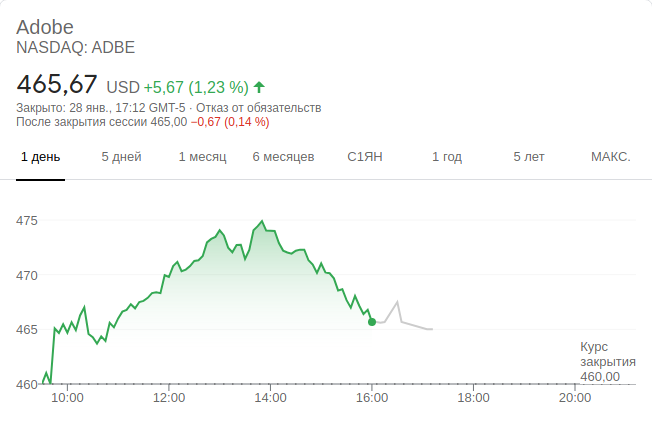 Adobe
NASDAQ: ADBE
465,67 USD +5,67 (1,23 %)
Закрыто: 28 янв., 17:12 GMT-5 · Отказ от обязательств
После закрытия сессии 465,00 −0,67 (0,14 %)
1 день 5 дней 1 месяц 6 месяцев С1ЯН 1 год 5 лет МАКС.
475
470
465
Курс
закрытия
460,00
460
10:00 12:00 14:00 16:00 18:00 20:00